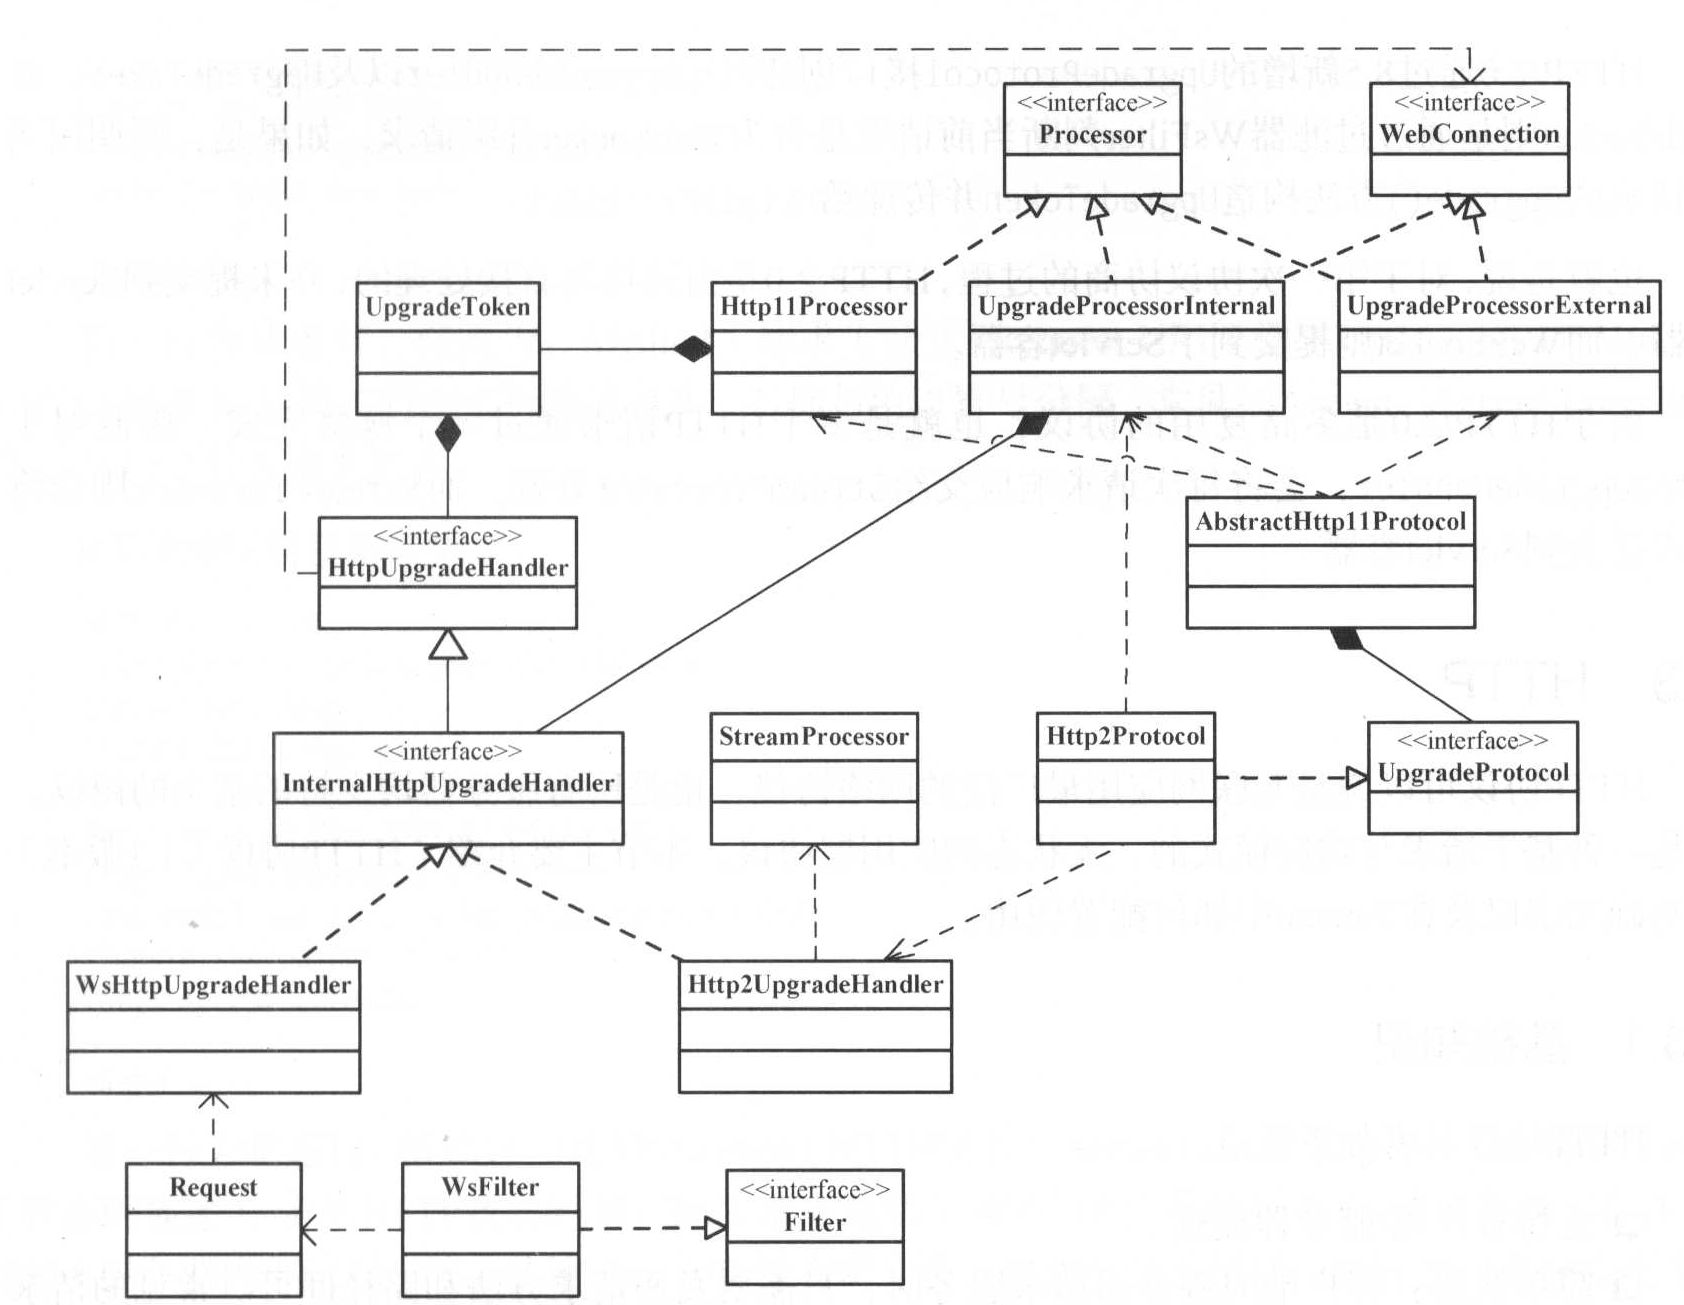 <<interface>>
Processor
<<interface>>
WebConnection
UpgradeToken
Http11Processor
UpgradeProcessorInternal
UpgradeProcessorExternal
<<interface>>
HttpUpgradeHandler
AbstractHttp11Protocol
<<interface>>
InternalHttpUpgradeHandler
StreamProcessor
Http2Protocol
<<interface>>
UpgradeProtocol
WsHttpUpgradeHandler
Http2UpgradeHandler
Request
WsFilter
<<interface>>
Filter